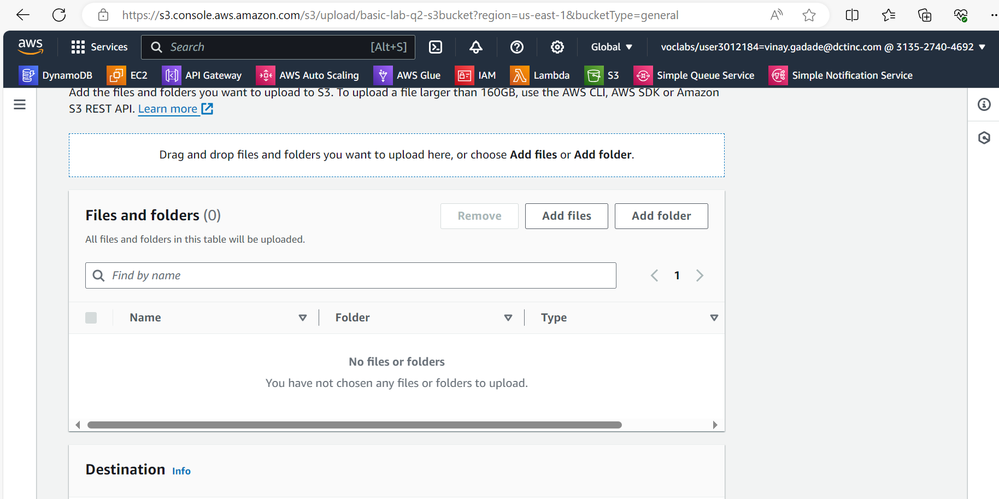 https://s3.console.aws.amazon.com/s3/upload/basic-lab-q2-s3bucket?region=us-east-1&bucketType=general
aws Services Search [Alt+S] Global voclabs/user3012184=vinay.gadade@dctinc.com @ 3135-2740-4692
DynamoDB EC2 API Gateway AWS Auto Scaling AWS Glue IAM Lambda S3 Simple Queue Service Simple Notification Service
Add the files and folders you want to upload to S3. To upload a file larger than 160GB, use the AWS CLI, AWS SDK or Amazon
S3 REST API. Learn more
Drag and drop files and folders you want to upload here, or choose Add files or Add folder.
Files and folders (0) Remove Add files Add folder
All files and folders in this table will be uploaded.
Find by name 1
Name Folder Type
No files or folders
You have not chosen any files or folders to upload.
Destination Info